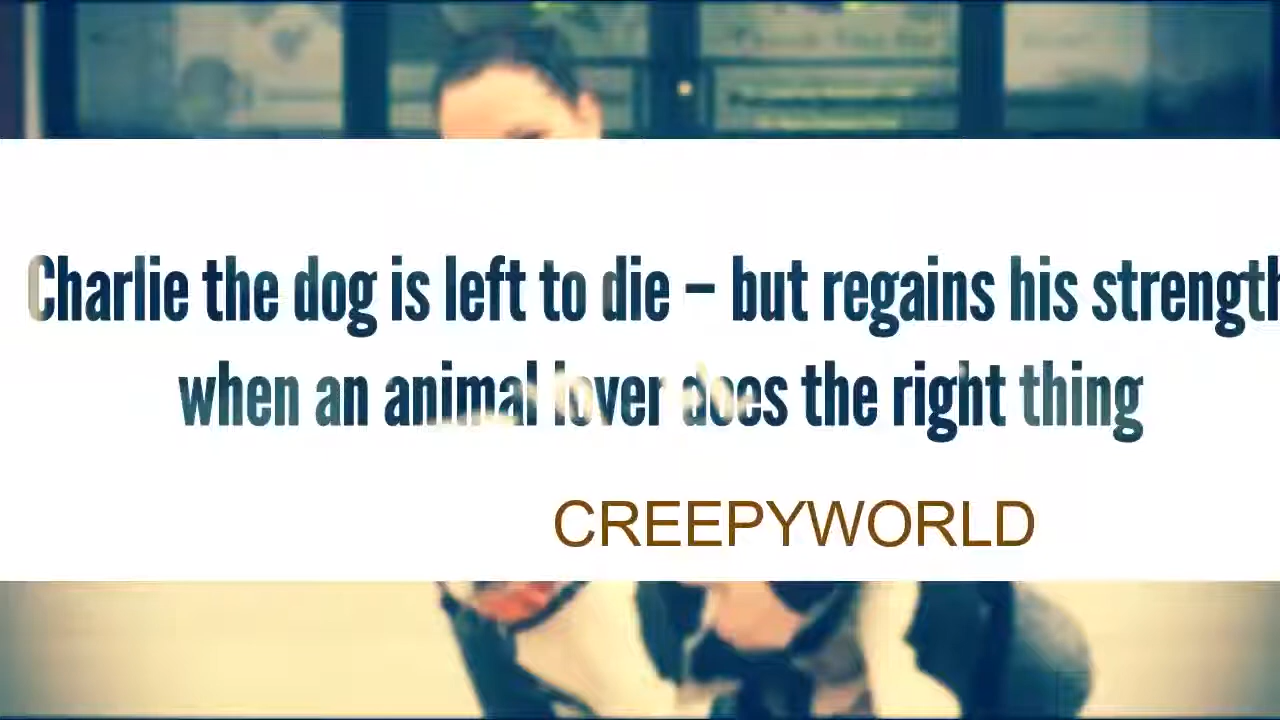 Charlie the dog is left to die – but regains his strength
when an animal lover does the right thing
CREEPYWORLD